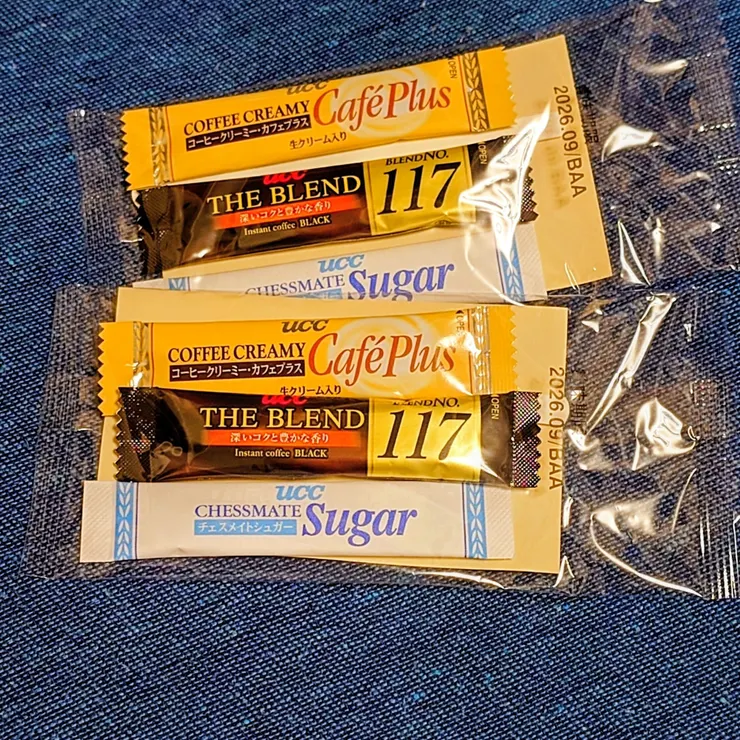 ucc
COFFEE CREAMY
コーヒークリーミー・カフェプラス
CaféPlus
生クリーム入り
OPEN
ucc
THE BLEND
深いコクと豊かな香り
Instant coffee BLACK
BLEND NO.
117
OPEN
ucc
CHESSMATE
Sugar
2026.09/BAA
ucc
COFFEE CREAMY
コーヒークリーミー・カフェプラス
CaféPlus
生クリーム入り
ucc
THE BLEND
深いコクと豊かな香り
Instant coffee BLACK
BLEND NO.
117
OPEN
ucc
CHESSMATE
チェスメイトシュガー
Sugar
2026.09/BAA